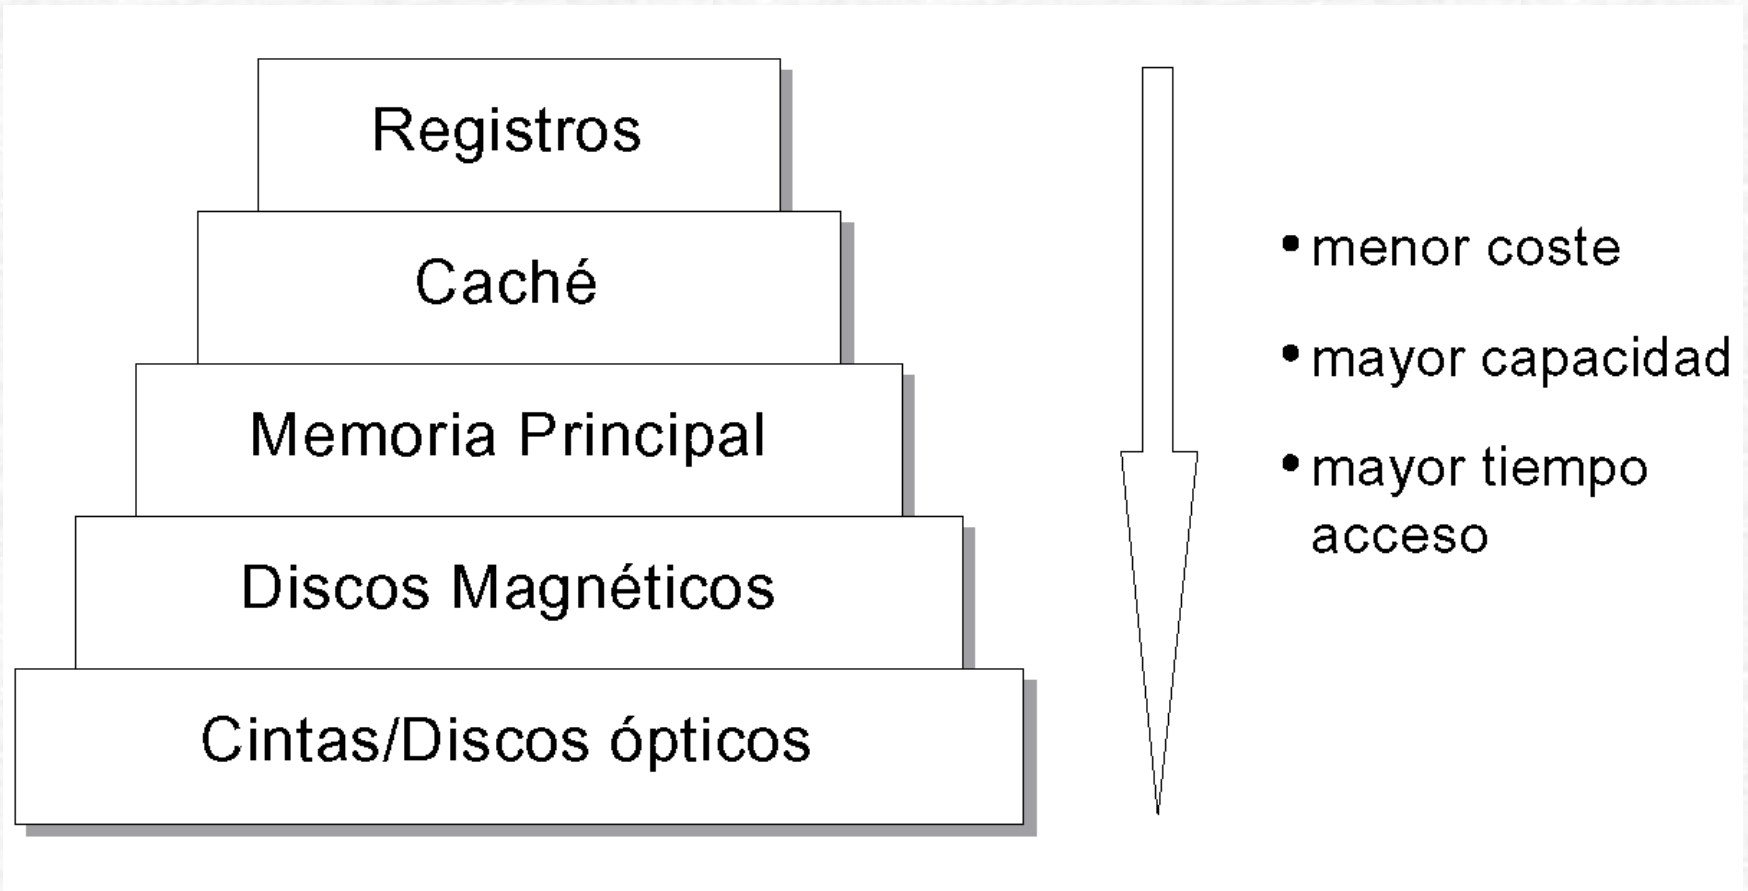 Registros
Caché
Memoria Principal
Discos Magnéticos
Cintas/Discos ópticos
• menor coste
• mayor capacidad
• mayor tiempo
acceso